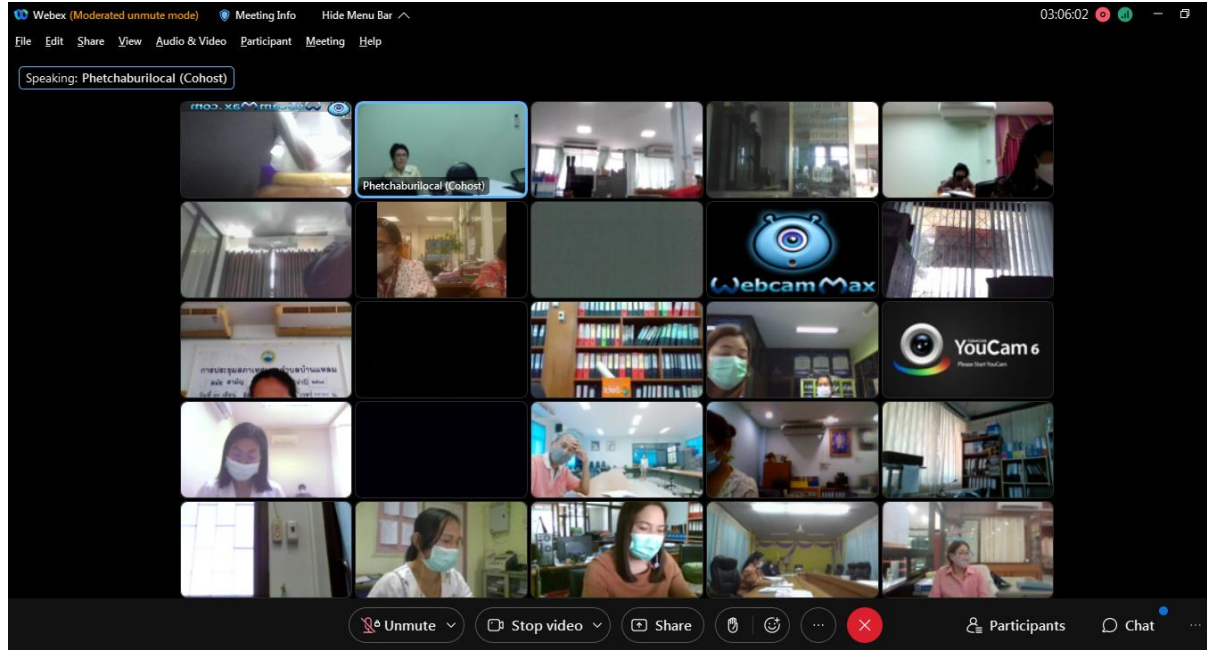 Webex (Moderated unmute mode) Meeting Info Hide Menu Bar 03:06:02
File Edit Share View Audio & Video Participant Meeting Help
Speaking: Phetchaburilocal (Cohost)
Phetchaburilocal (Cohost)
WebcamMax
YouCam 6
Please Start YouCam
Unmute Stop video Share Participants Chat